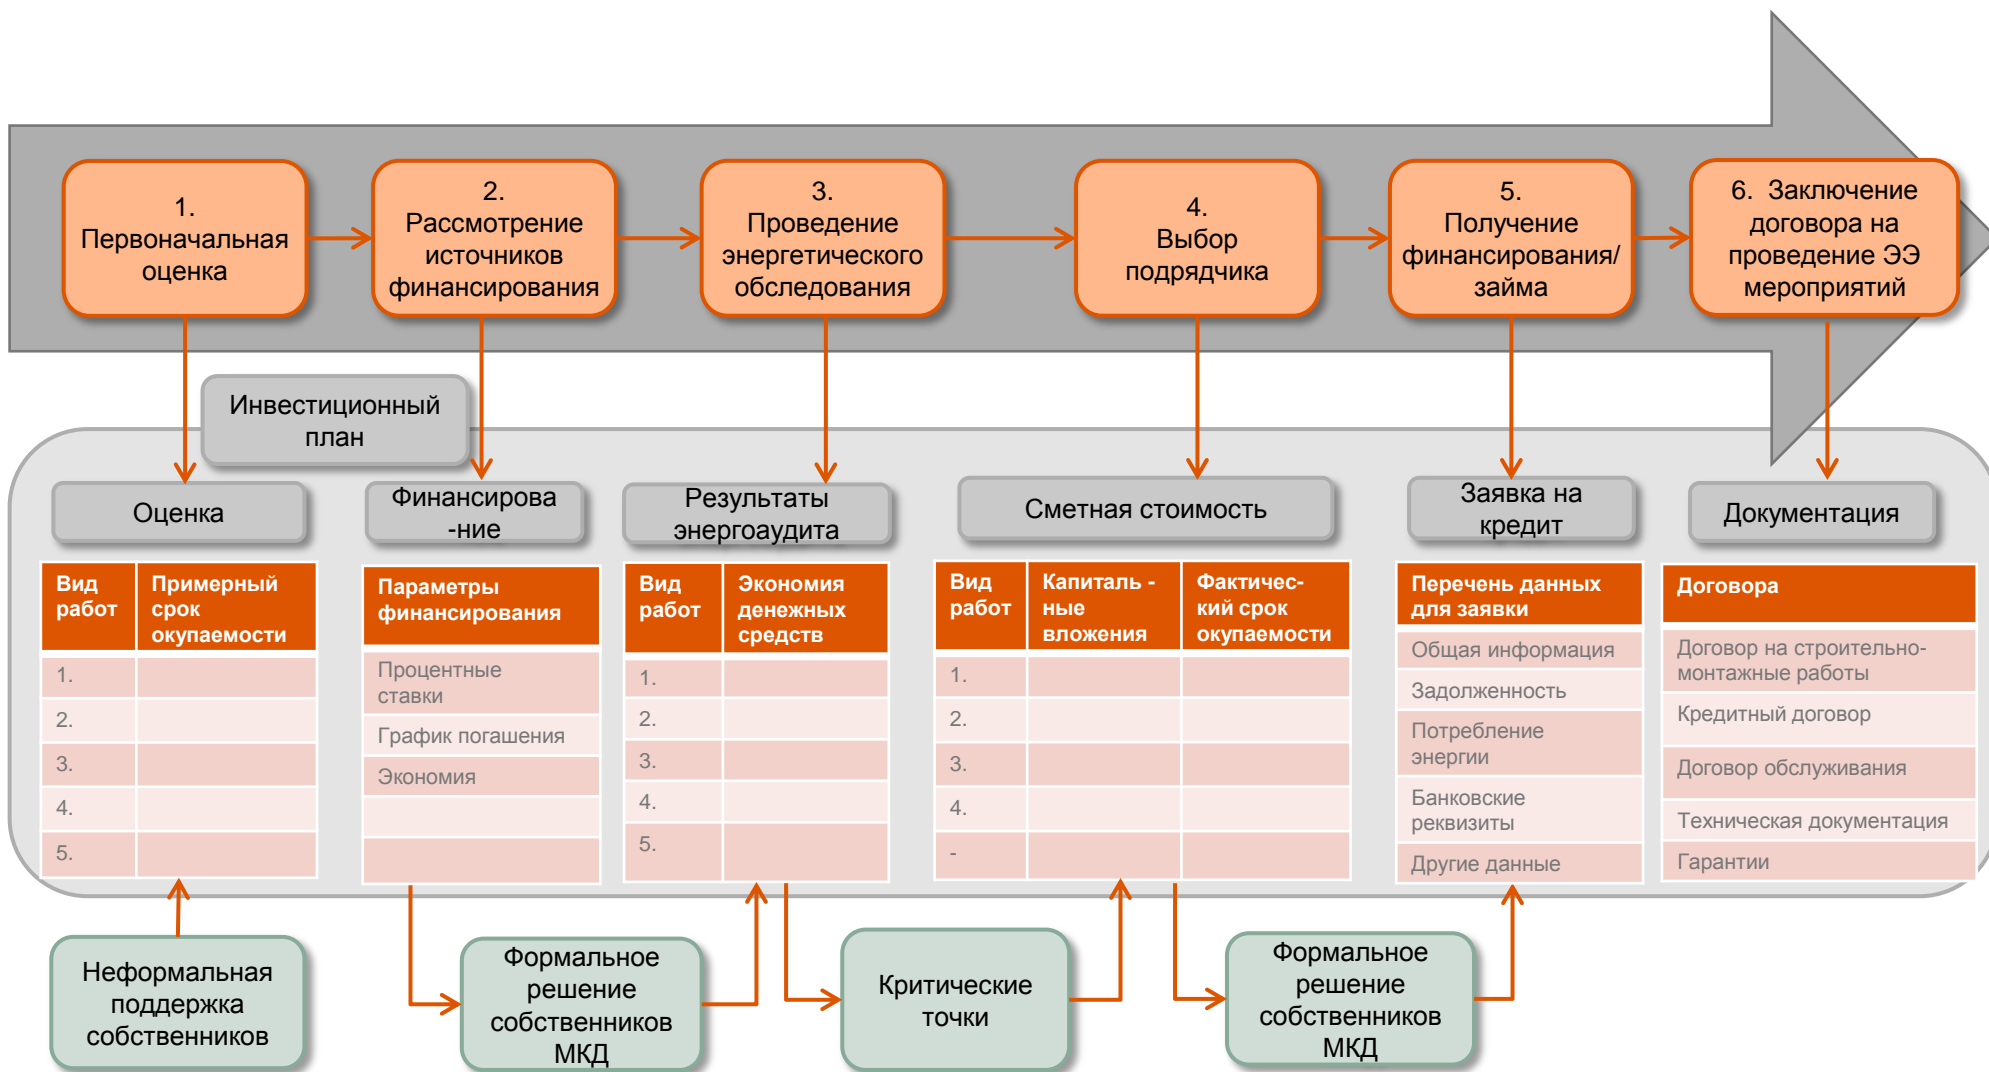 1.
Первоначальная
оценка
2.
Рассмотрение
источников
финансирования
3.
Проведение
энергетического
обследования
4.
Выбор
подрядчика
5.
Получение
финансирования/
займа
6. Заключение
договора на
проведение ЭЭ
мероприятий
Инвестиционный
план
Оценка
Финансирова
-ние
Результаты
энергоаудита
Сметная стоимость
Заявка на
кредит
Документация
Вид
работ
Примерный
срок
окупаемости
1.
2.
3.
4.
5.
Параметры
финансирования
Процентные
ставки
График погашения
Экономия
Вид
работ
Экономия
денежных
средств
1.
2.
3.
4.
5.
Вид
работ
Капиталь -
ные
вложения
Фактичес-
кий срок
окупаемости
1.
2.
3.
4.
-
Перечень данных
для заявки
Общая информация
Задолженность
Потребление
энергии
Банковские
реквизиты
Другие данные
Договора
Договор на строительно-
монтажные работы
Кредитный договор
Договор обслуживания
Техническая документация
Гарантии
Неформальная
поддержка
собственников
Формальное
решение
собственников
МКД
Критические
точки
Формальное
решение
собственников
МКД